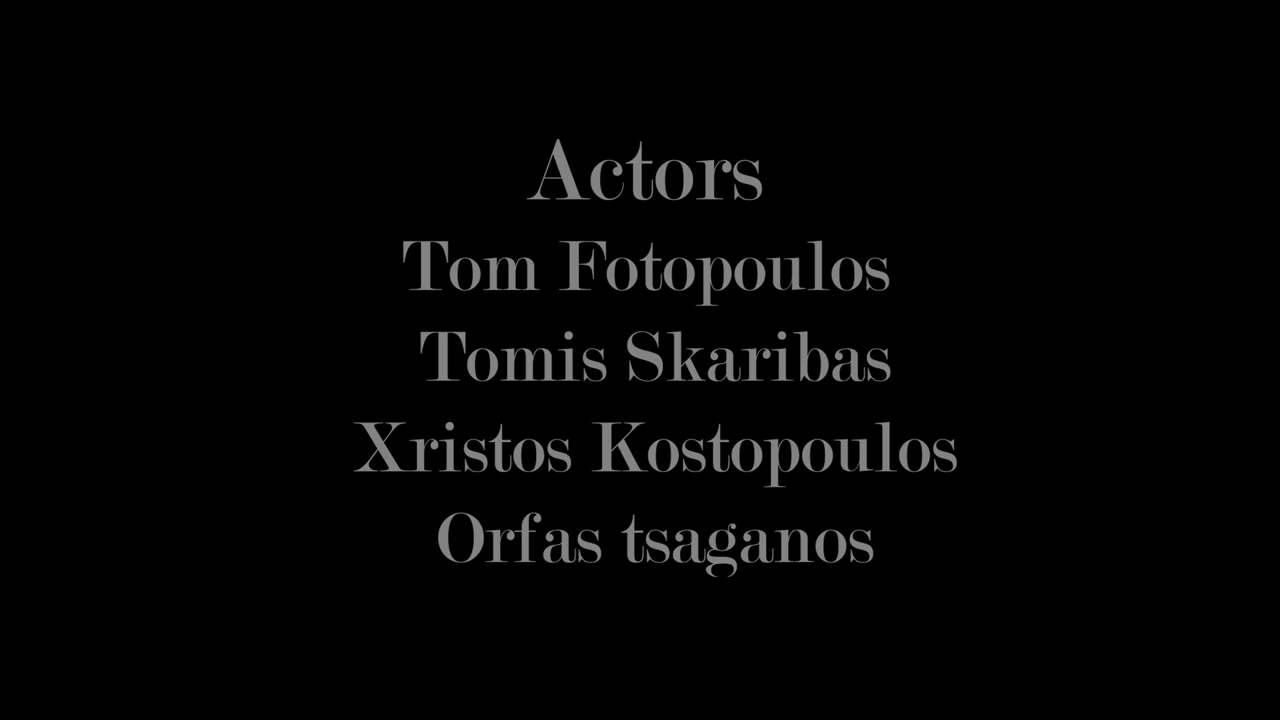 Actors
Tom Fotopoulos
Tomis Skaribas
Xristos Kostopoulos
Orfas tsaganos